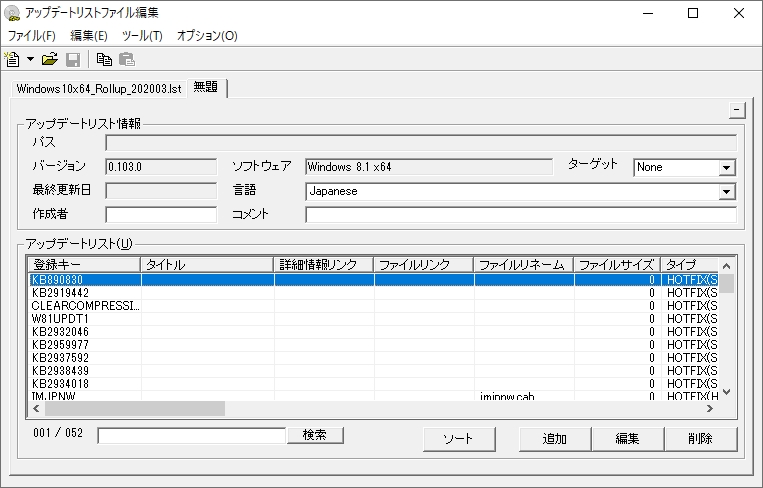 アップデートリストファイル編集
ファイル(F) 編集(E) ツール(T) オプション(O)
Windows10x64_Rollup_202003.lst 無題
アップデートリスト情報
パス
バージョン 0.103.0 ソフトウェア Windows 8.1 x64 ターゲット None
最終更新日 言語 Japanese
作成者 コメント
アップデートリスト(U)
登録キー タイトル 詳細情報リンク ファイルリンク ファイルリネーム ファイルサイズ タイプ
KB890830 0 HOTFIX(S
KB2919442 0 HOTFIX(S
CLEARCOMPRESSI... 0 HOTFIX(S
W81UPDT1 0 HOTFIX(S
KB2932046 0 HOTFIX(S
KB2959977 0 HOTFIX(S
KB2937592 0 HOTFIX(S
KB2938439 0 HOTFIX(S
KB2934018 0 HOTFIX(S
IMJPNW imjpnw.cab 0 HOTFIX(H
001 / 052 検索 ソート 追加 編集 削除